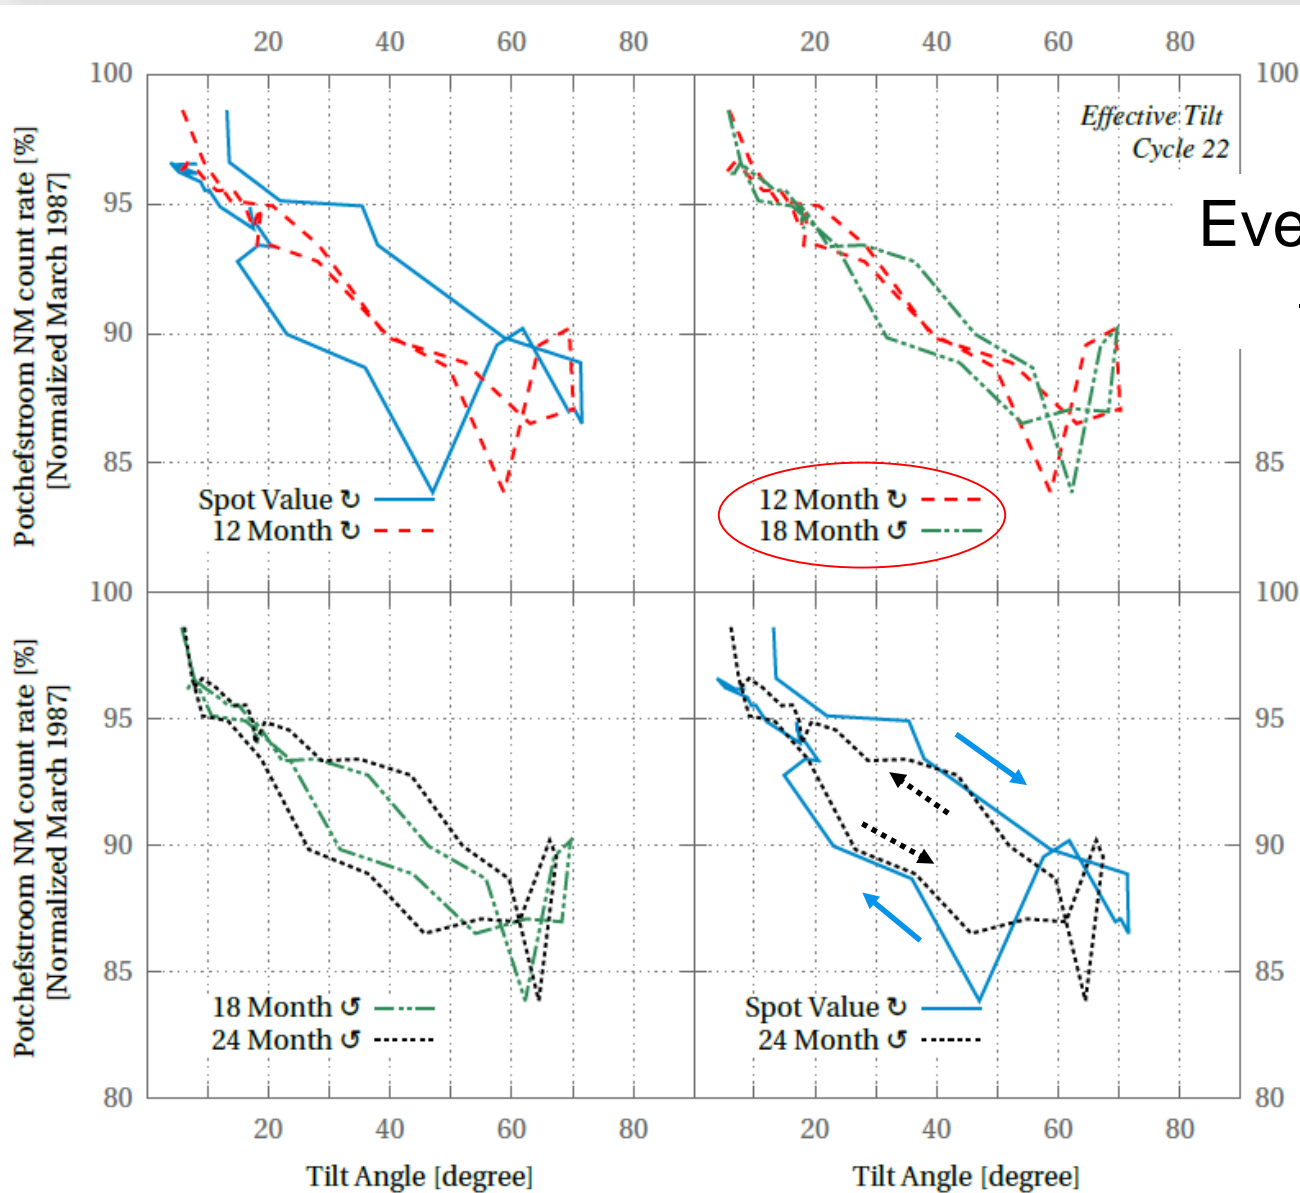 20 40 60 80 20 40 60 80
100 100
Effective Tilt
Cycle 22
95
Eve
90
85 85
Spot Value ↻
12 Month ↻
12 Month ↻
18 Month ↺
Potchefstroom NM count rate [%]
[Normalized March 1987]
100 100
95 95
90 90
85 85
18 Month ↺
24 Month ↺
Spot Value ↻
24 Month ↺
80 80
Potchefstroom NM count rate [%]
[Normalized March 1987]
20 40 60 80 20 40 60 80
Tilt Angle [degree] Tilt Angle [degree]